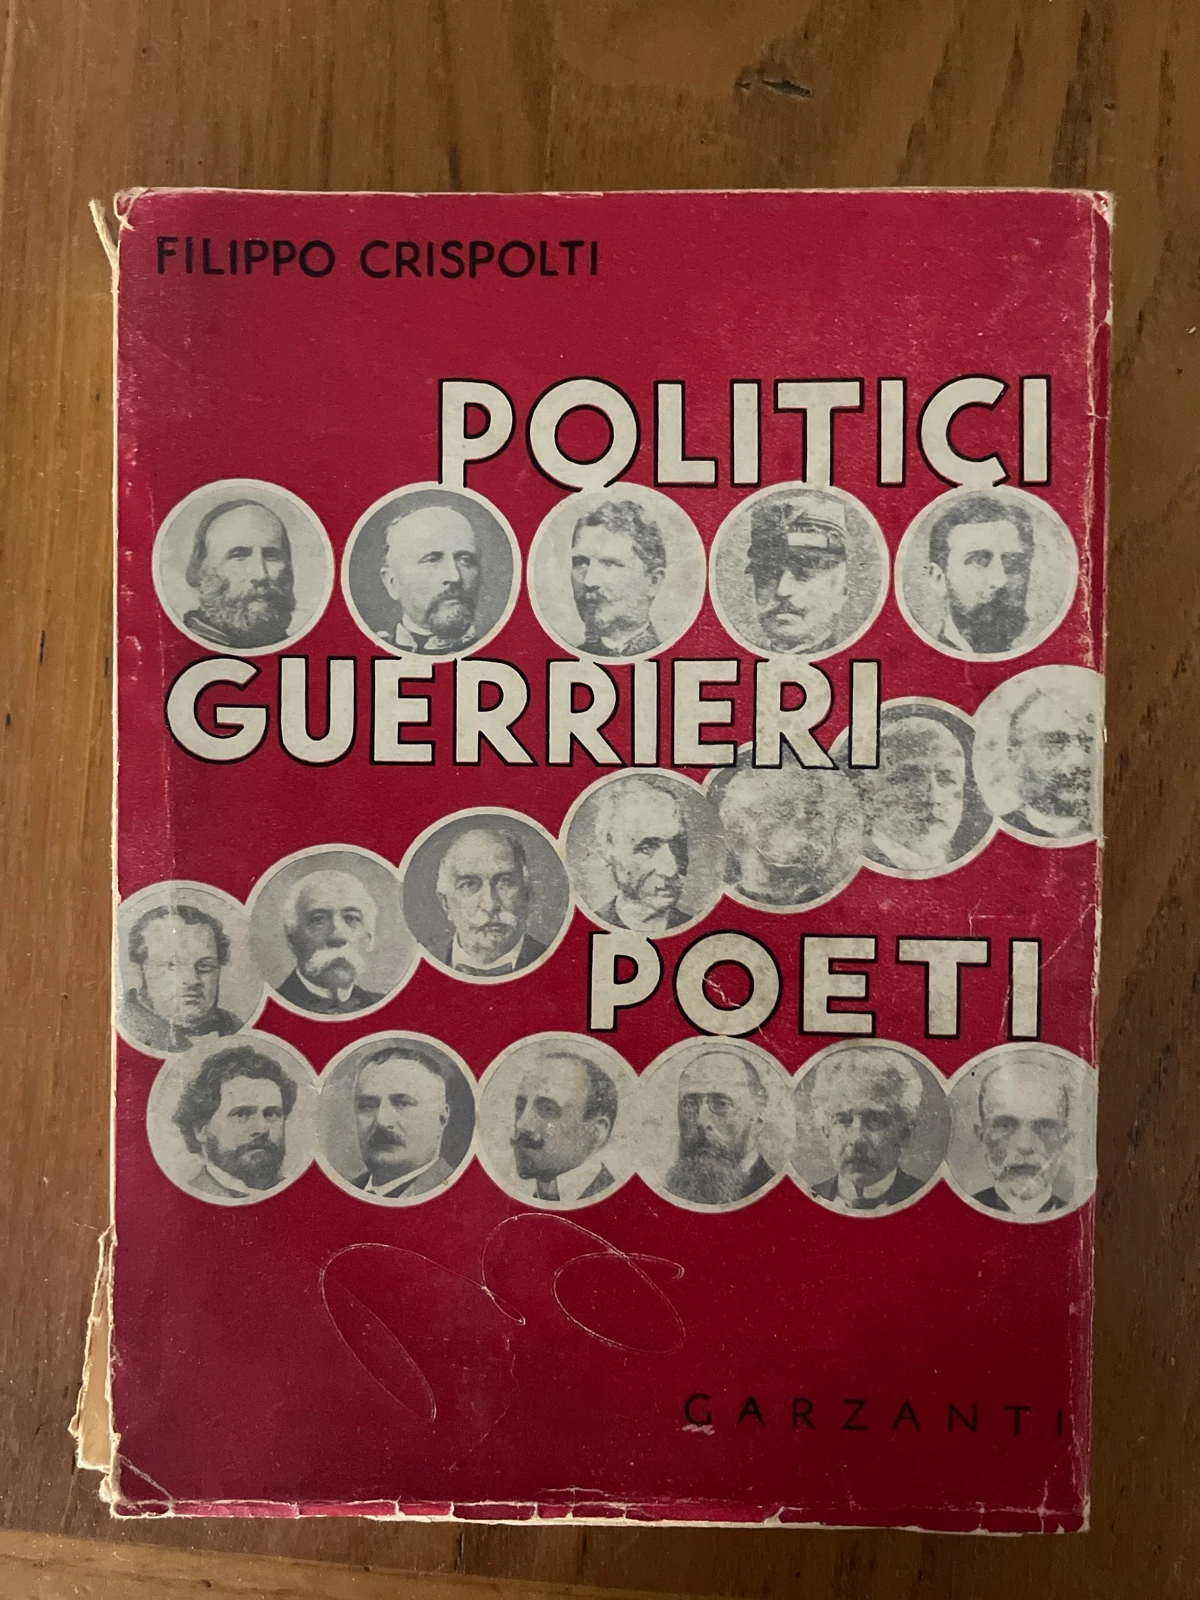 FILIPPO CRISPOLTI
POLITICI
GUERRIERI
POETI
GARZANTI